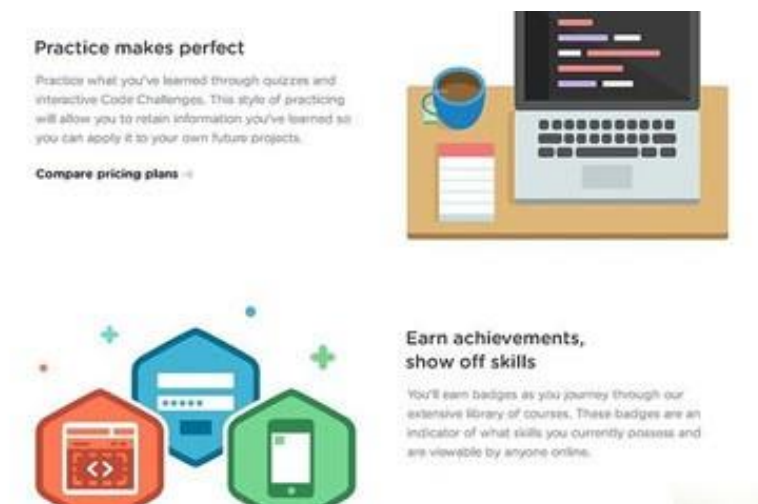 Practice makes perfect
Practice what you've learned through quizzes and
interactive Code Challenges. This style of practicing
will allow you to retain information you've learned so
you can apply it to your own future projects.
Compare pricing plans →
Earn achievements,
show off skills
You'll earn badges as you journey through our
extensive library of courses. These badges are an
indicator of what skills you currently possess and
are viewable by anyone online.